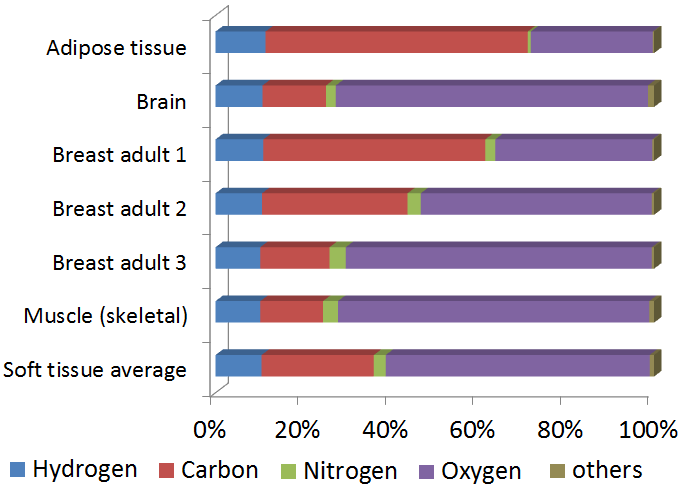 Adipose tissue
Brain
Breast adult 1
Breast adult 2
Breast adult 3
Muscle (skeletal)
Soft tissue average
0% 20% 40% 60% 80% 100%
Hydrogen Carbon Nitrogen Oxygen others